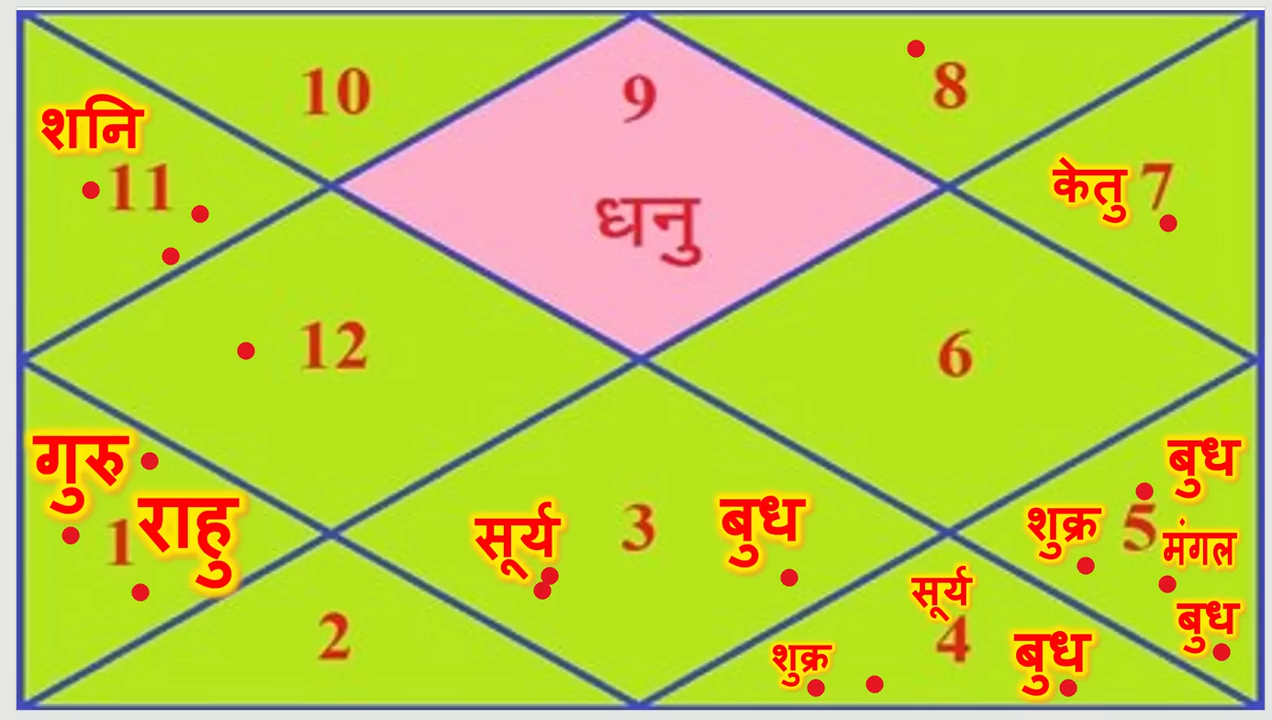 10
9
8
शनि
11
धनु
केतु 7
12
6
गुरु
1 राहु
सूर्य 3 बुध
बुध
शुक्र 5 मंगल
बुध
2
सूर्य
4
शुक्र
बुध